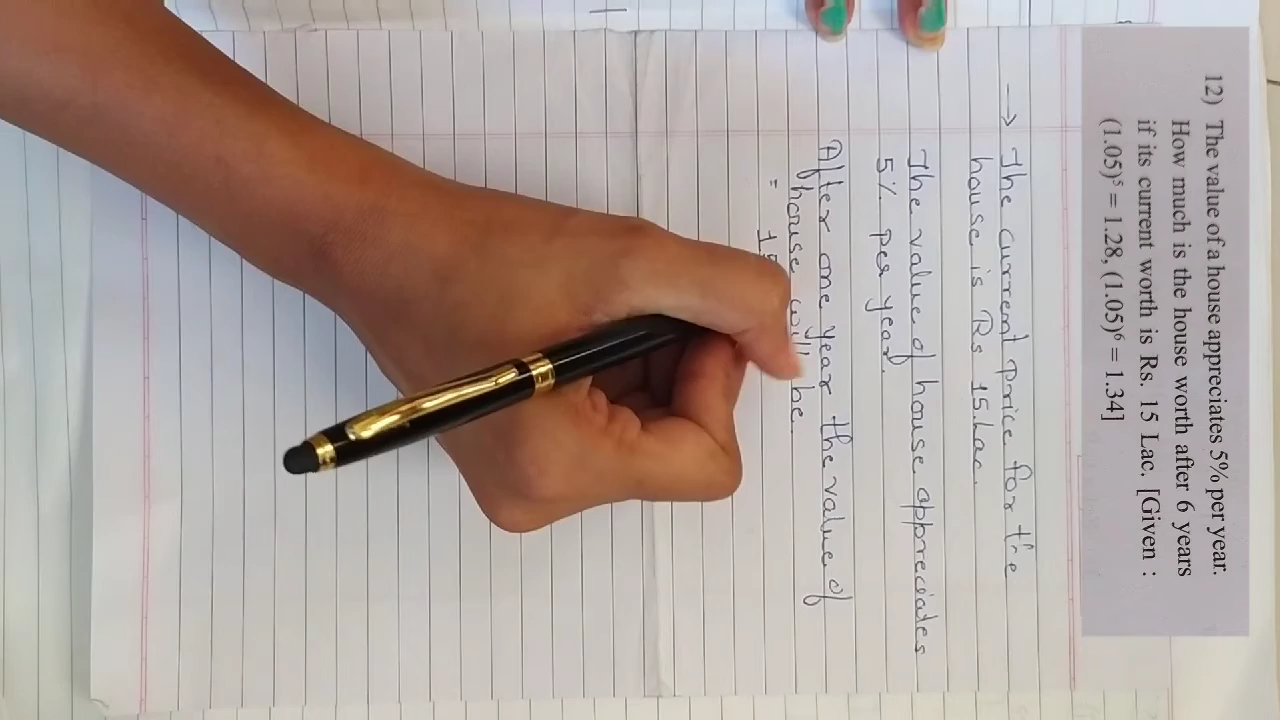 12) The value of a house appreciates 5% per year.
How much is the house worth after 6 years
if its current worth is Rs. 15 Lac. [Given :
(1.05)⁵ = 1.28, (1.05)⁶ = 1.34]
→ The current price for the
house is Rs 15 Lac.
The value of house appreciates
5% per year.
After one year the value of
house will be.
=